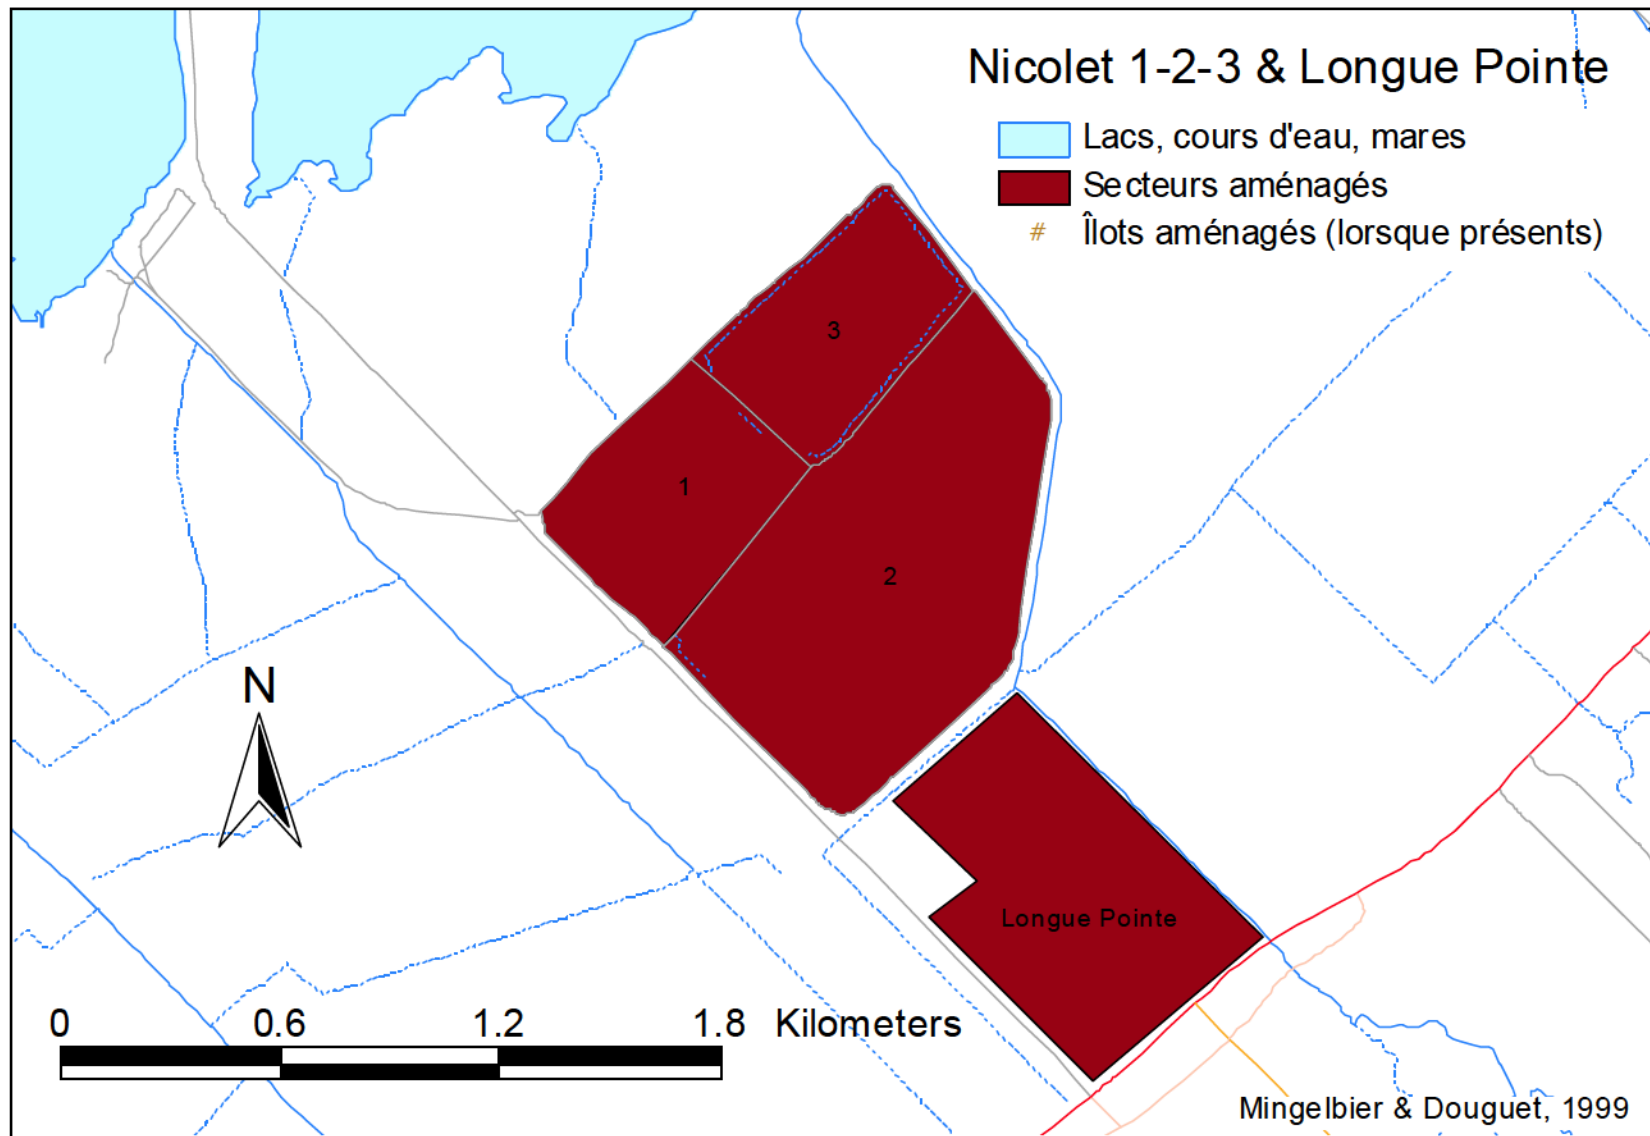 Nicolet 1-2-3 & Longue Pointe
Lacs, cours d'eau, mares
Secteurs aménagés
# Îlots aménagés (lorsque présents)
3
1
2
N
Longue Pointe
0 0.6 1.2 1.8 Kilometers
Mingelbier & Douguet, 1999